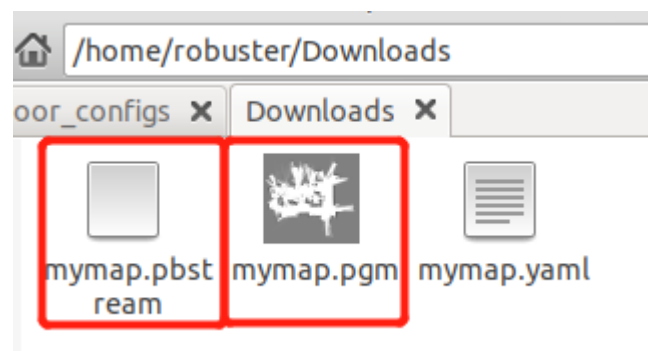 /home/robuster/Downloads
oor_configs
Downloads
mymap.pbst
ream
mymap.pgm
mymap.yaml